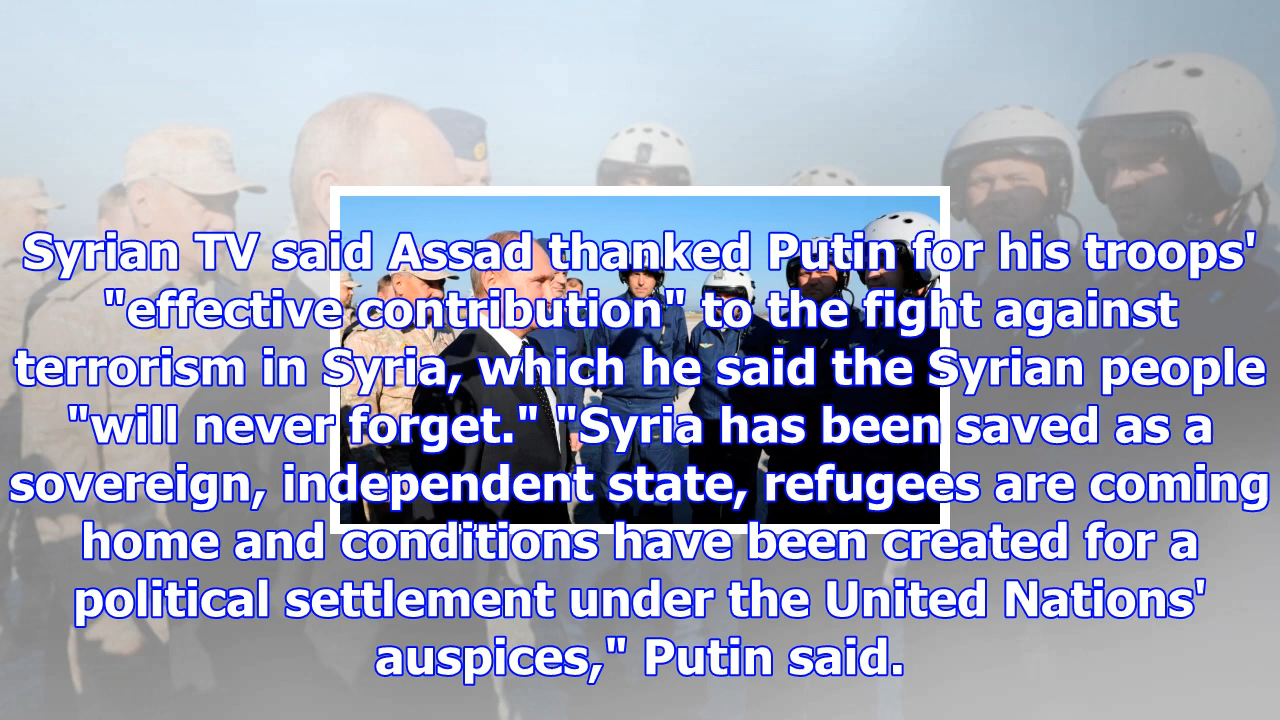 Syrian TV said Assad thanked Putin for his troops'
"effective contribution" to the fight against
terrorism in Syria, which he said the Syrian people
"will never forget." "Syria has been saved as a
sovereign, independent state, refugees are coming
home and conditions have been created for a
political settlement under the United Nations'
auspices," Putin said.